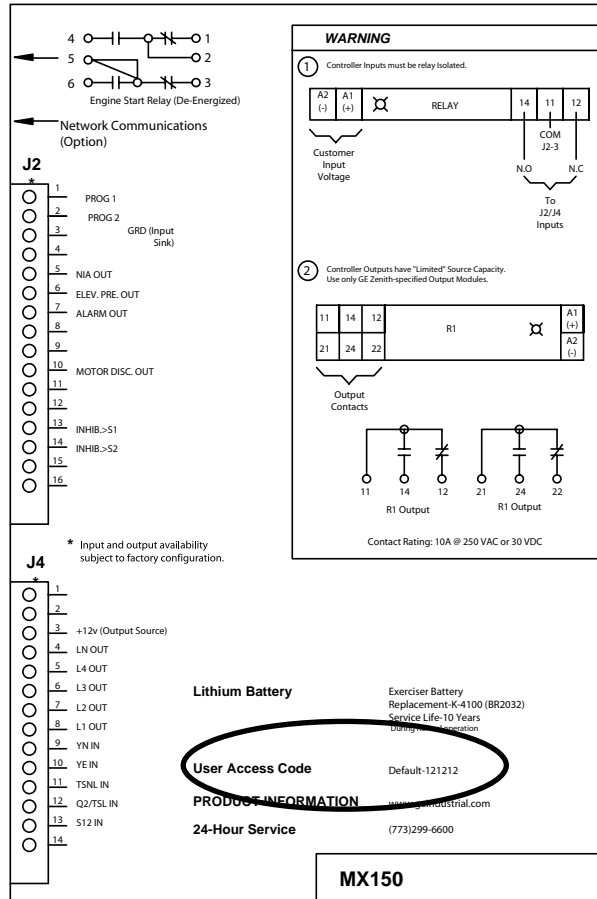 4
1
5
2
6
3
Engine Start Relay (De-Energized)
Network Communications
(Option)
J2
*
1 PROG 1
2 PROG 2
3 GRD (Input
Sink)
4
5 NIA OUT
6 ELEV. PRE. OUT
7 ALARM OUT
8
9
10 MOTOR DISC. OUT
11
12
13 INHIB.>S1
14 INHIB.>S2
15
16
* Input and output availability
subject to factory configuration.
J4
*
1
2
3 +12v (Output Source)
4 LN OUT
5 L4 OUT
6 L3 OUT
7 L2 OUT
8 L1 OUT
9 YN IN
10 YE IN
11 TSNL IN
12 Q2/TSL IN
13 S12 IN
14
WARNING
1 Controller Inputs must be relay Isolated.
A2 (-)
A1 (+)
RELAY
14 11 12
COM
J2-3
Customer
Input
Voltage
N.O
N.C
To
J2/J4
Inputs
2 Controller Outputs have "Limited" Source Capacity.
Use only GE Zenith-specified Output Modules.
11 14 12
R1
A1 (+)
21 24 22
A2 (-)
Output
Contacts
11 14 12 21 24 22
R1 Output R1 Output
Contact Rating: 10A @ 250 VAC or 30 VDC
Lithium Battery
Exerciser Battery
Replacement-K-4100 (BR2032)
Service Life-10 Years
During operation
User Access Code Default-121212
PRODUCT INFORMATION www.geindustrial.com
24-Hour Service (773)299-6600
MX150